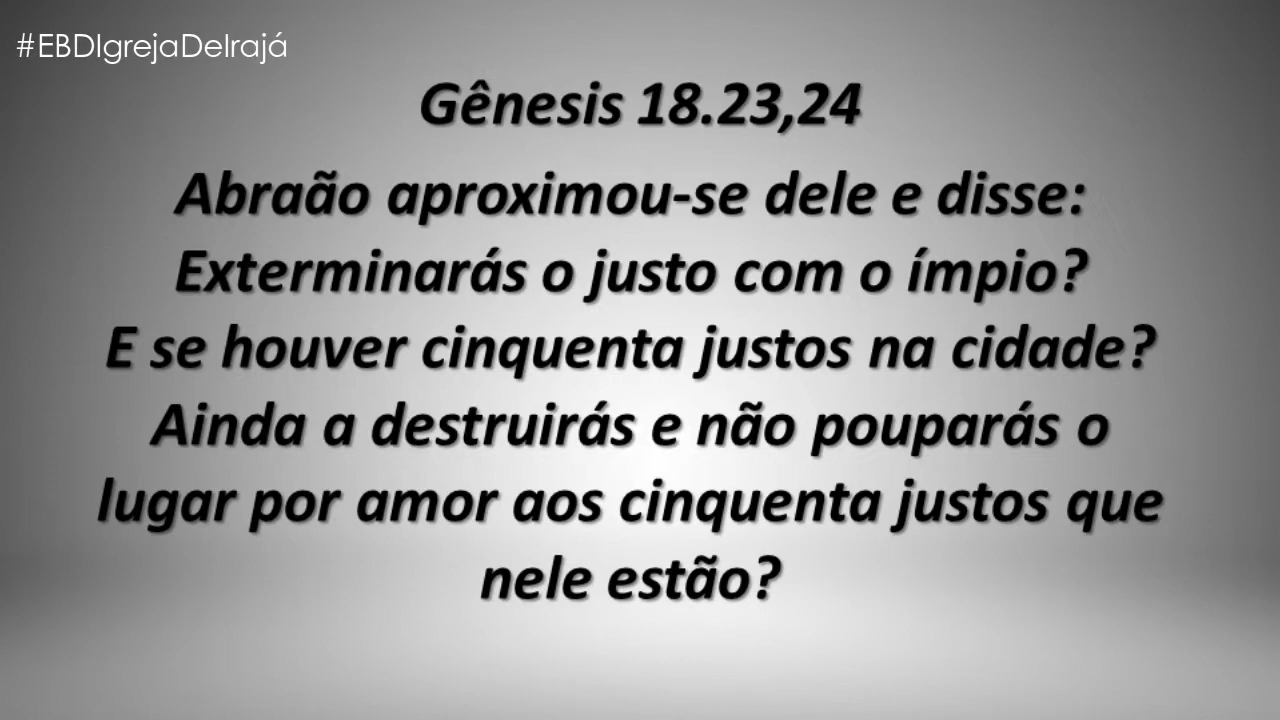 #EBDIgrejaDeIrajá
Gênesis 18.23,24
Abraão aproximou-se dele e disse:
Exterminarás o justo com o ímpio?
E se houver cinquenta justos na cidade?
Ainda a destruirás e não pouparás o
lugar por amor aos cinquenta justos que
nele estão?